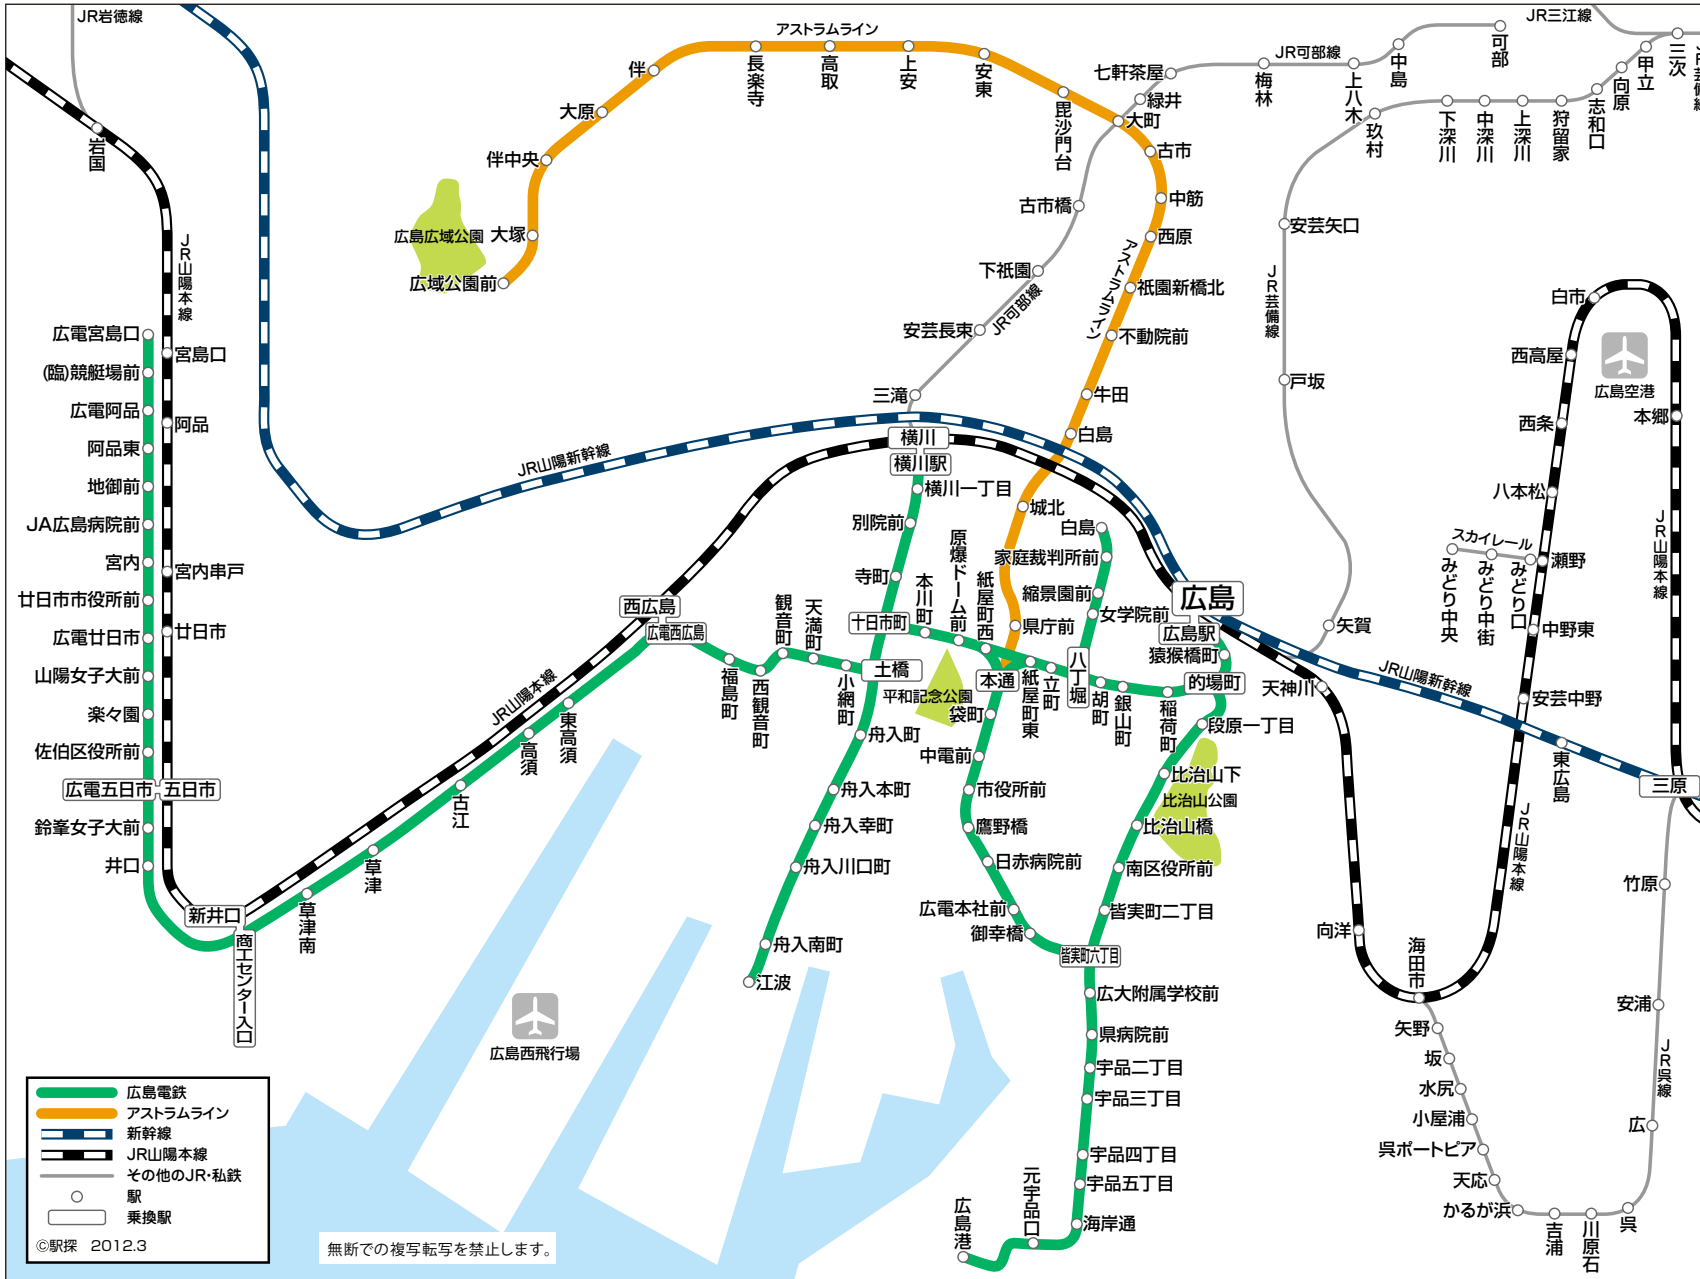 JR岩徳線
アストラムライン
JR三江線
JR可部線
可部
中島
上八木
梅林
七軒茶屋
緑井
大町
三次
甲立
向原
志和口
狩留家
上深川
中深川
下深川
玖村
JR芸備線
伴
長楽寺
高取
上安
安東
毘沙門台
大原
伴中央
大塚
広島広域公園
広域公園前
岩国
古市
中筋
西原
祇園新橋北
不動院前
牛田
白島
城北
県庁前
アストラムライン
古市橋
下祇園
安芸長束
三滝
JR可部線
安芸矢口
JR芸備線
戸坂
矢賀
白市
西高屋
西条
八本松
瀬野
中野東
安芸中野
広島空港
本郷
JR山陽本線
スカイレール
みどり中央
みどり中街
みどり口
JR山陽本線
広電宮島口
(臨)競艇場前
広電阿品
阿品東
地御前
JA広島病院前
宮内
廿日市市役所前
広電廿日市
山陽女子大前
楽々園
佐伯区役所前
広電五日市
五日市
鈴峯女子大前
井口
宮島口
阿品
宮内串戸
廿日市
新井口
商工センター入口
草津南
草津
古江
高須
東高須
JR山陽本線
JR山陽新幹線
西広島
広電西広島
福島町
西観音町
観音町
天満町
小網町
土橋
横川
横川駅
横川一丁目
別院前
寺町
十日市町
本川町
原爆ドーム前
紙屋町西
本通
紙屋町東
立町
八丁堀
胡町
銀山町
稲荷町
的場町
猿猴橋町
広島駅
広島
白島
家庭裁判所前
縮景園前
女学院前
平和記念公園
袋町
中電前
市役所前
鷹野橋
日赤病院前
広電本社前
御幸橋
皆実町六丁目
舟入町
舟入本町
舟入幸町
舟入川口町
舟入南町
江波
段原一丁目
比治山下
比治山公園
比治山橋
南区役所前
皆実町二丁目
広大附属学校前
県病院前
宇品二丁目
宇品三丁目
宇品四丁目
宇品五丁目
海岸通
元宇品口
広島港
天神川
向洋
海田市
JR山陽新幹線
東広島
三原
JR山陽本線
矢野
坂
水尻
小屋浦
呉ポートピア
天応
かるが浜
吉浦
川原石
呉
広
安浦
竹原
JR呉線
広島西飛行場
広島電鉄
アストラムライン
新幹線
JR山陽本線
その他のJR・私鉄
駅
乗換駅
©駅探 2012.3
無断での複写転写を禁止します。